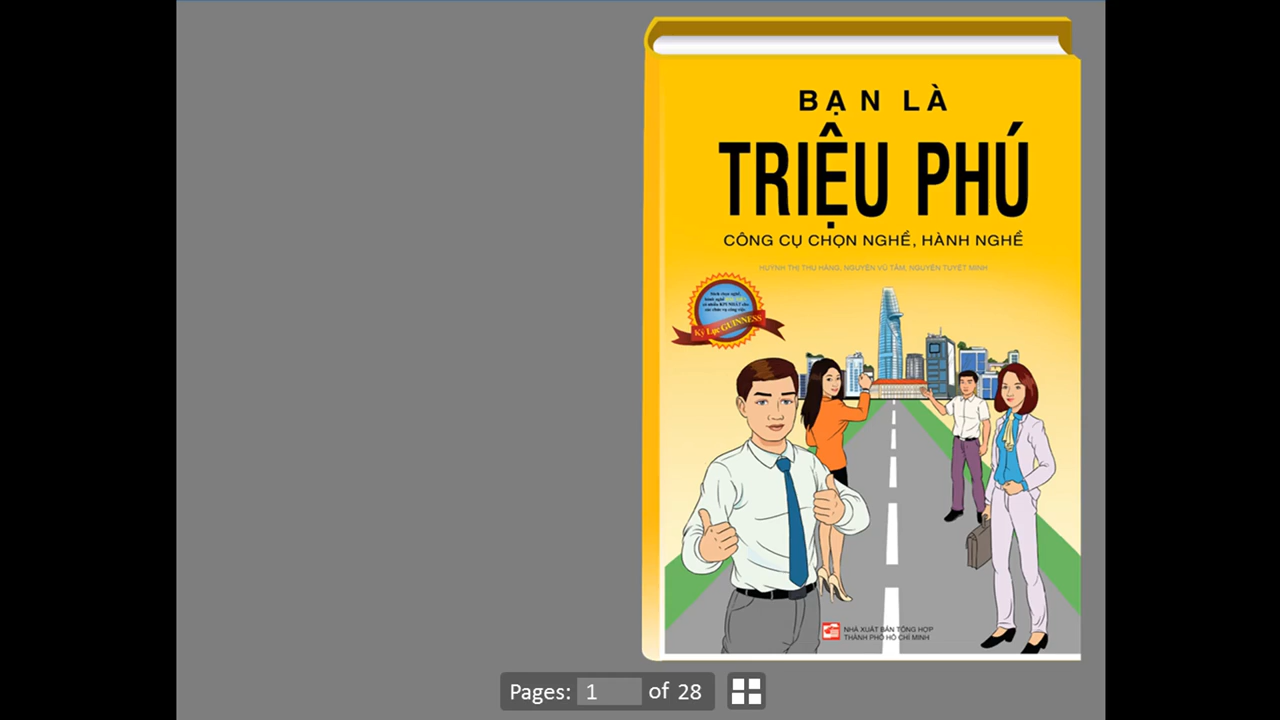 BẠN LÀ
TRIỆU PHÚ
CÔNG CỤ CHỌN NGHỀ, HÀNH NGHỀ
HUỲNH THỊ THU HẰNG, NGUYỄN VŨ TÂM, NGUYỄN TUYẾT MINH
Kỷ Lục GUINNESS
NHÀ XUẤT BẢN TỔNG HỢP
THÀNH PHỐ HỒ CHÍ MINH
Pages: 1 of 28